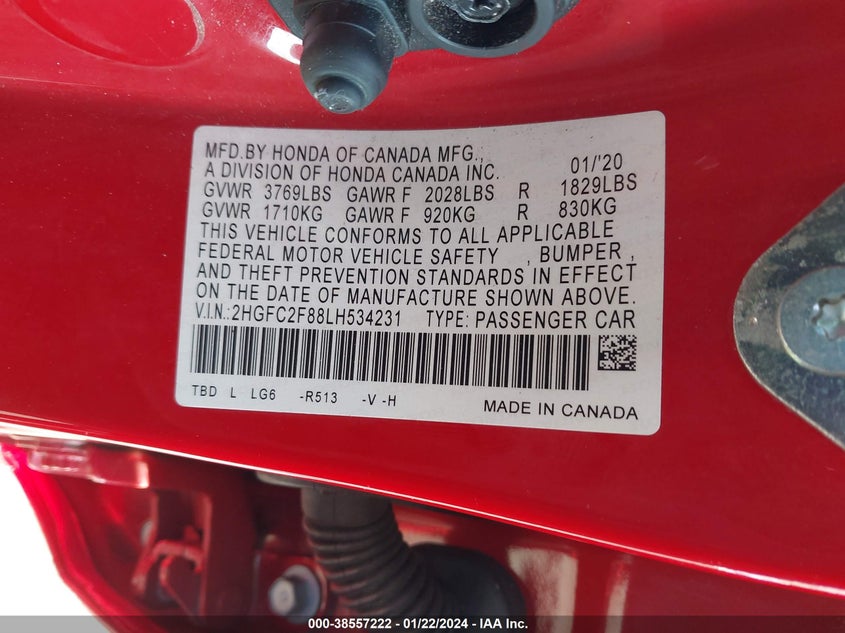 MFD.BY HONDA OF CANADA MFG.,
A DIVISION OF HONDA CANADA INC. 01/'20
GVWR 3769LBS GAWR F 2028LBS R 1829LBS
GVWR 1710KG GAWR F 920KG R 830KG
THIS VEHICLE CONFORMS TO ALL APPLICABLE
FEDERAL MOTOR VEHICLE SAFETY , BUMPER ,
AND THEFT PREVENTION STANDARDS IN EFFECT
ON THE DATE OF MANUFACTURE SHOWN ABOVE.
V.I.N.:2HGFC2F88LH534231 TYPE: PASSENGER CAR
TBD L LG6 -R513 -V -H
MADE IN CANADA
000-38557222 - 01/22/2024 - IAA Inc.